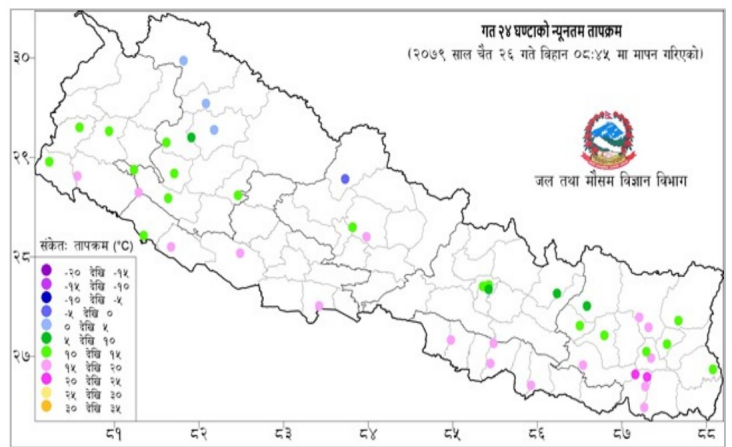 गत २४ घण्टाको न्यूनतम तापक्रम
(२०७९ साल चैत २६ गते बिहान ०८:४५ मा मापन गरिएको)
३०
२९
जल तथा मौसम विज्ञान विभाग
२८
संकेतः तापक्रम (°C)
-२० देखि -१५
-१५ देखि -१०
-१० देखि -५
-५ देखि ०
० देखि ५
५ देखि १०
१० देखि १५
१५ देखि २०
२० देखि २५
२५ देखि ३०
३० देखि ३५
२७
८१ ८२ ८३ ८४ ८५ ८६ ८७ ८८